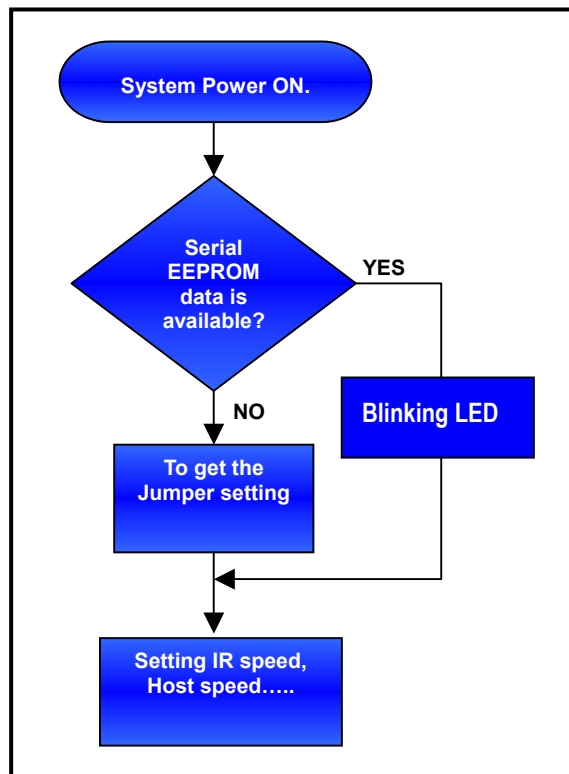 System Power ON.
Serial
EEPROM
data is
available?
YES
NO
Blinking LED
To get the
Jumper setting
Setting IR speed,
Host speed…..